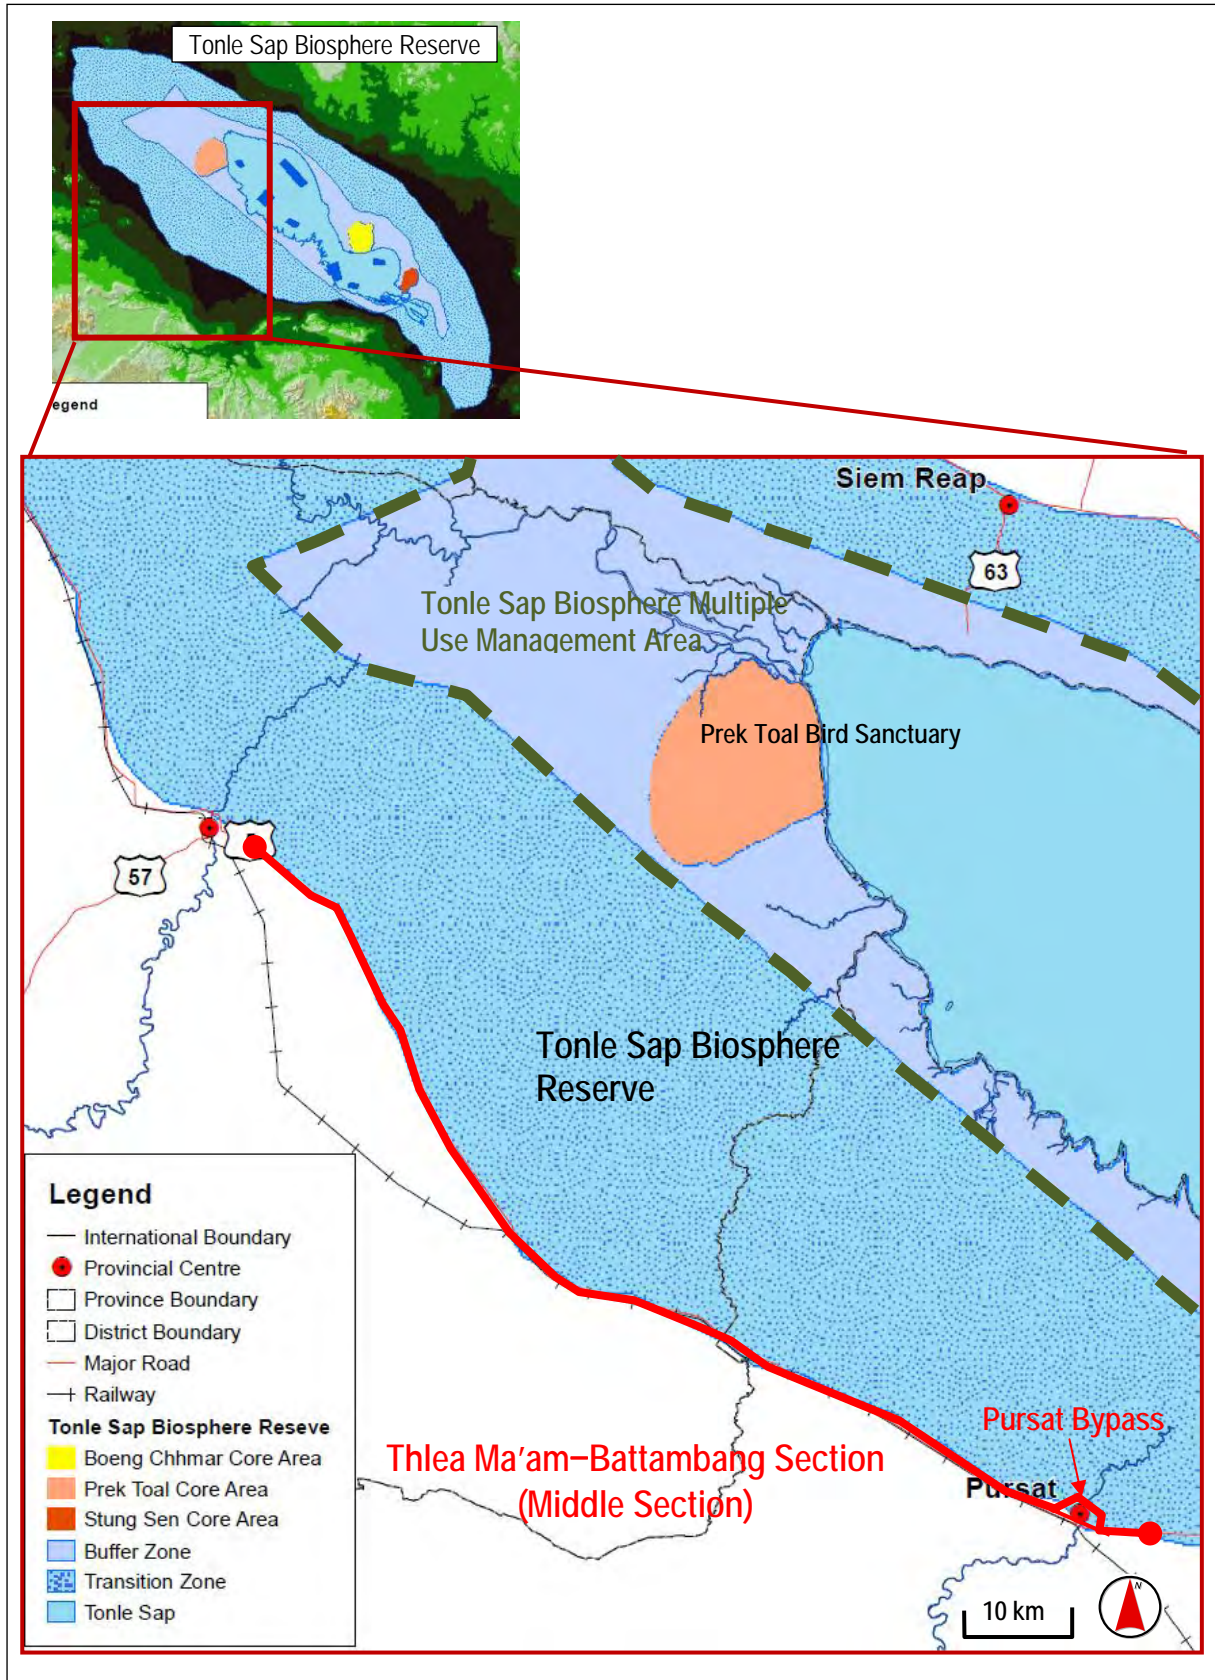 Tonle Sap Biosphere Reserve
egend
Siem Reap
63
Tonle Sap Biosphere Multiple
Use Management Area
Prek Toal Bird Sanctuary
57
Tonle Sap Biosphere
Reserve
Legend
International Boundary
Provincial Centre
Province Boundary
District Boundary
Major Road
Railway
Tonle Sap Biosphere Reseve
Boeng Chhmar Core Area
Prek Toal Core Area
Stung Sen Core Area
Buffer Zone
Transition Zone
Tonle Sap
Thlea Ma'am–Battambang Section
(Middle Section)
Pursat Bypass
Pursat
10 km
N